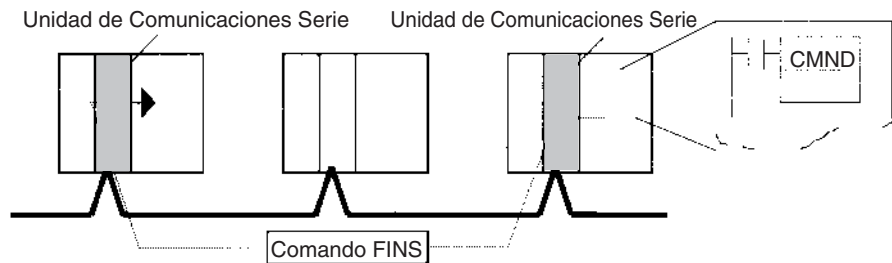 Unidad de Comunicaciones Serie
Unidad de Comunicaciones Serie
CMND
Comando FINS